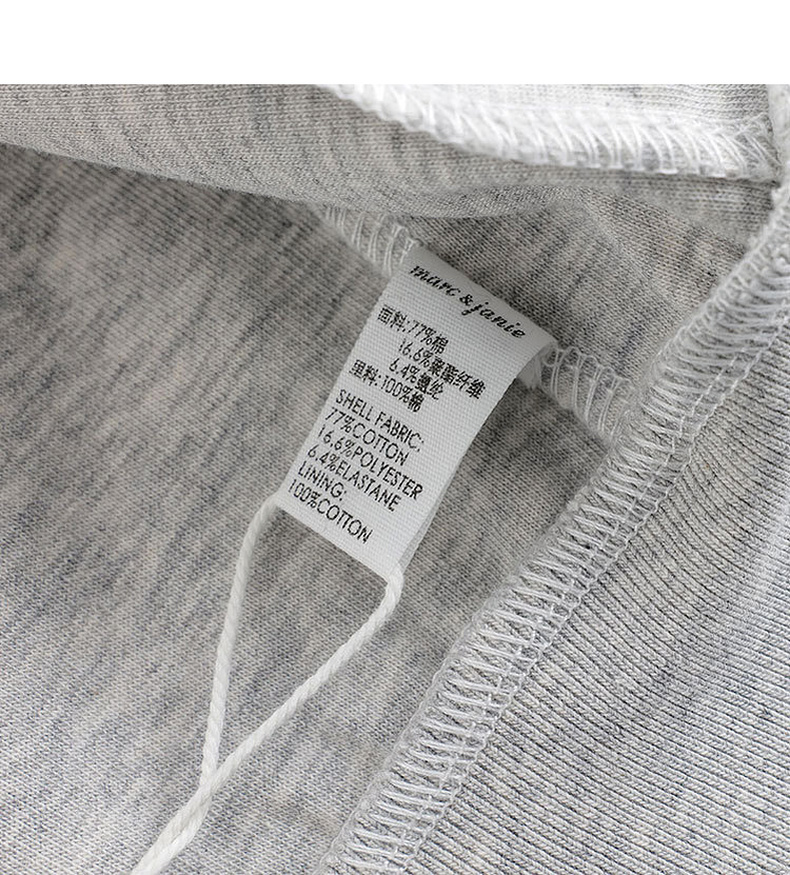 marc & janie
面料:77%棉
16.6%聚酯纤维
6.4%氨纶
里料:100%棉
SHELL FABRIC:
77%COTTON
16.6%POLYESTER
6.4%ELASTANE
LINING:
100%COTTON